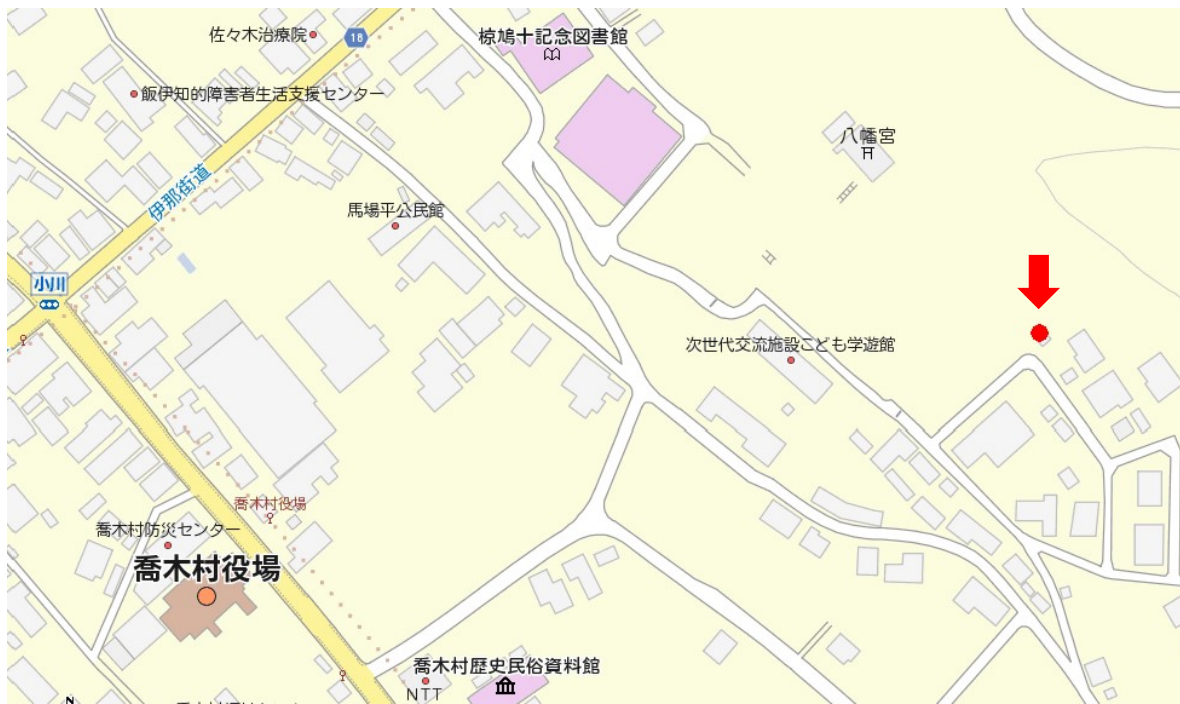 佐々木治療院
18
椋鳩十記念図書館
飯伊知的障害者生活支援センター
八幡宮
伊那街道
馬場平公民館
小川
次世代交流施設こども学遊館
喬木村役場
喬木村防災センター
喬木村役場
喬木村歴史民俗資料館
NTT